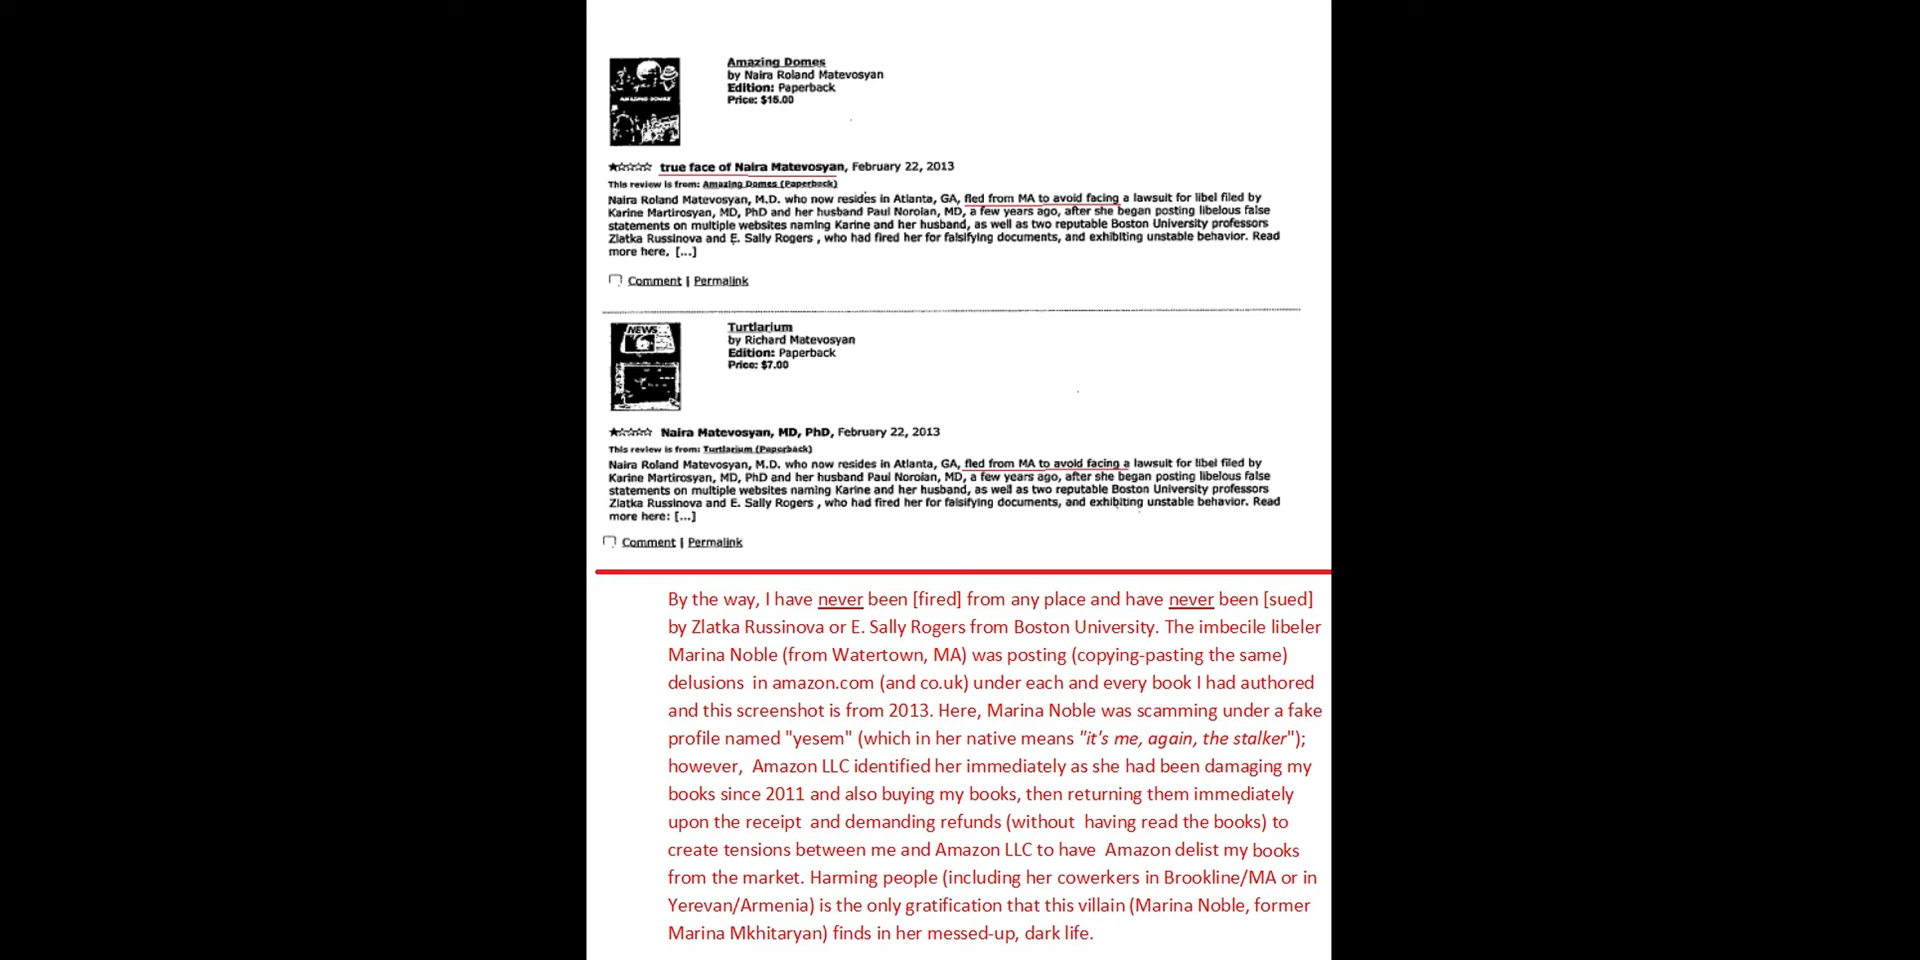 Amazing Domes
by Naira Roland Matevosyan
Edition: Paperback
Price: $15.00
AMAZING DOMES
true face of Naira Matevosyan, February 22, 2013
This review is from: Amazing Domes (Paperback)
Naira Roland Matevosyan, M.D. who now resides in Atlanta, GA, fled from MA to avoid facing a lawsuit for libel filed by
Karine Martirosyan, MD, PhD and her husband Paul Noroian, MD, a few years ago, after she began posting libelous false
statements on multiple websites naming Karine and her husband, as well as two reputable Boston University professors
Zlatka Russinova and E. Sally Rogers , who had fired her for falsifying documents, and exhibiting unstable behavior. Read
more here, [...]
Comment | Permalink
NEWS
Turtlarium
by Richard Matevosyan
Edition: Paperback
Price: $7.00
Naira Matevosyan, MD, PhD, February 22, 2013
This review is from: Turtlarium (Paperback)
Naira Roland Matevosyan, M.D. who now resides in Atlanta, GA, fled from MA to avoid facing a lawsuit for libel filed by
Karine Martirosyan, MD, PhD and her husband Paul Noroian, MD, a few years ago, after she began posting libelous false
statements on multiple websites naming Karine and her husband, as well as two reputable Boston University professors
Zlatka Russinova and E. Sally Rogers , who had fired her for falsifying documents, and exhibiting unstable behavior. Read
more here: [...]
Comment | Permalink
By the way, I have never been [fired] from any place and have never been [sued]
by Zlatka Russinova or E. Sally Rogers from Boston University. The imbecile libeler
Marina Noble (from Watertown, MA) was posting (copying-pasting the same)
delusions in amazon.com (and co.uk) under each and every book I had authored
and this screenshot is from 2013. Here, Marina Noble was scamming under a fake
profile named "yesem" (which in her native means "it's me, again, the stalker");
however, Amazon LLC identified her immediately as she had been damaging my
books since 2011 and also buying my books, then returning them immediately
upon the receipt and demanding refunds (without having read the books) to
create tensions between me and Amazon LLC to have Amazon delist my books
from the market. Harming people (including her coworkers in Brookline/MA or in
Yerevan/Armenia) is the only gratification that this villain (Marina Noble, former
Marina Mkhitaryan) finds in her messed-up, dark life.